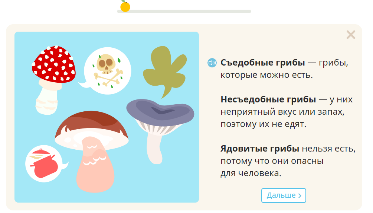 Съедобные грибы — грибы,
которые можно есть.
Несъедобные грибы — у них
неприятный вкус или запах,
поэтому их не едят.
Ядовитые грибы нельзя есть,
потому что они опасны
для человека.
Дальше ›